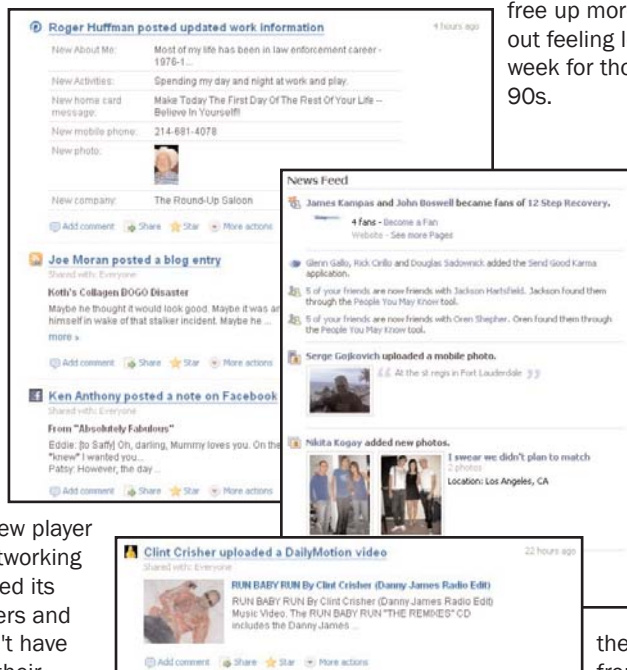 free up mor
out feeling l
week for tho
90s.
Roger Huffman posted updated work information
4 hours ago
New About Me: Most of my life has been in law enforcement career -
1976-1...
New Activities: Spending my day and night at work and play.
New home card Make Today The First Day Of The Rest Of Your Life --
message: Believe In Yourself!!
New mobile phone: 214-681-4078
New photo:
New company: The Round-Up Saloon
Add comment Share Star More actions
Joe Moran posted a blog entry
Shared with: Everyone
Koth's Collagen BOGO Disaster
Maybe he thought it would look good. Maybe it was an
himself in wake of that stalker incident. Maybe he ...
more »
Add comment Share Star More actions
Ken Anthony posted a note on Facebook
Shared with: Everyone
From "Absolutely Fabulous"
Eddie: [to Saffy] Oh, darling, Mummy loves you. On the
"knew" I wanted you...
Patsy: However, the day ...
Add comment Share Star More actions
News Feed
James Kampas and John Boswell became fans of 12 Step Recovery.
4 fans - Become a Fan
Website - See more Pages
Glenn Gallo, Rick Cirillo and Douglas Sadownick added the Send Good Karma
application.
5 of your friends are now friends with Jackson Hartsfield. Jackson found them
through the People You May Know tool.
5 of your friends are now friends with Oren Shepher. Oren found them through
the People You May Know tool.
Serge Gojkovich uploaded a mobile photo.
At the st regis in Fort Lauderdale
Nikita Kogay added new photos.
I swear we didn't plan to match
2 photos
Location: Los Angeles, CA
ew player
tworking
ed its
ers and
't have
their
Clint Crisher uploaded a DailyMotion video
22 hours ago
Shared with: Everyone
RUN BABY RUN By Clint Crisher (Danny James Radio Edit)
RUN BABY RUN By Clint Crisher (Danny James Radio Edit)
Music Video. The RUN BABY RUN "THE REMIXES" CD
includes the Danny James ...
Add comment Share Star More actions
the
fro